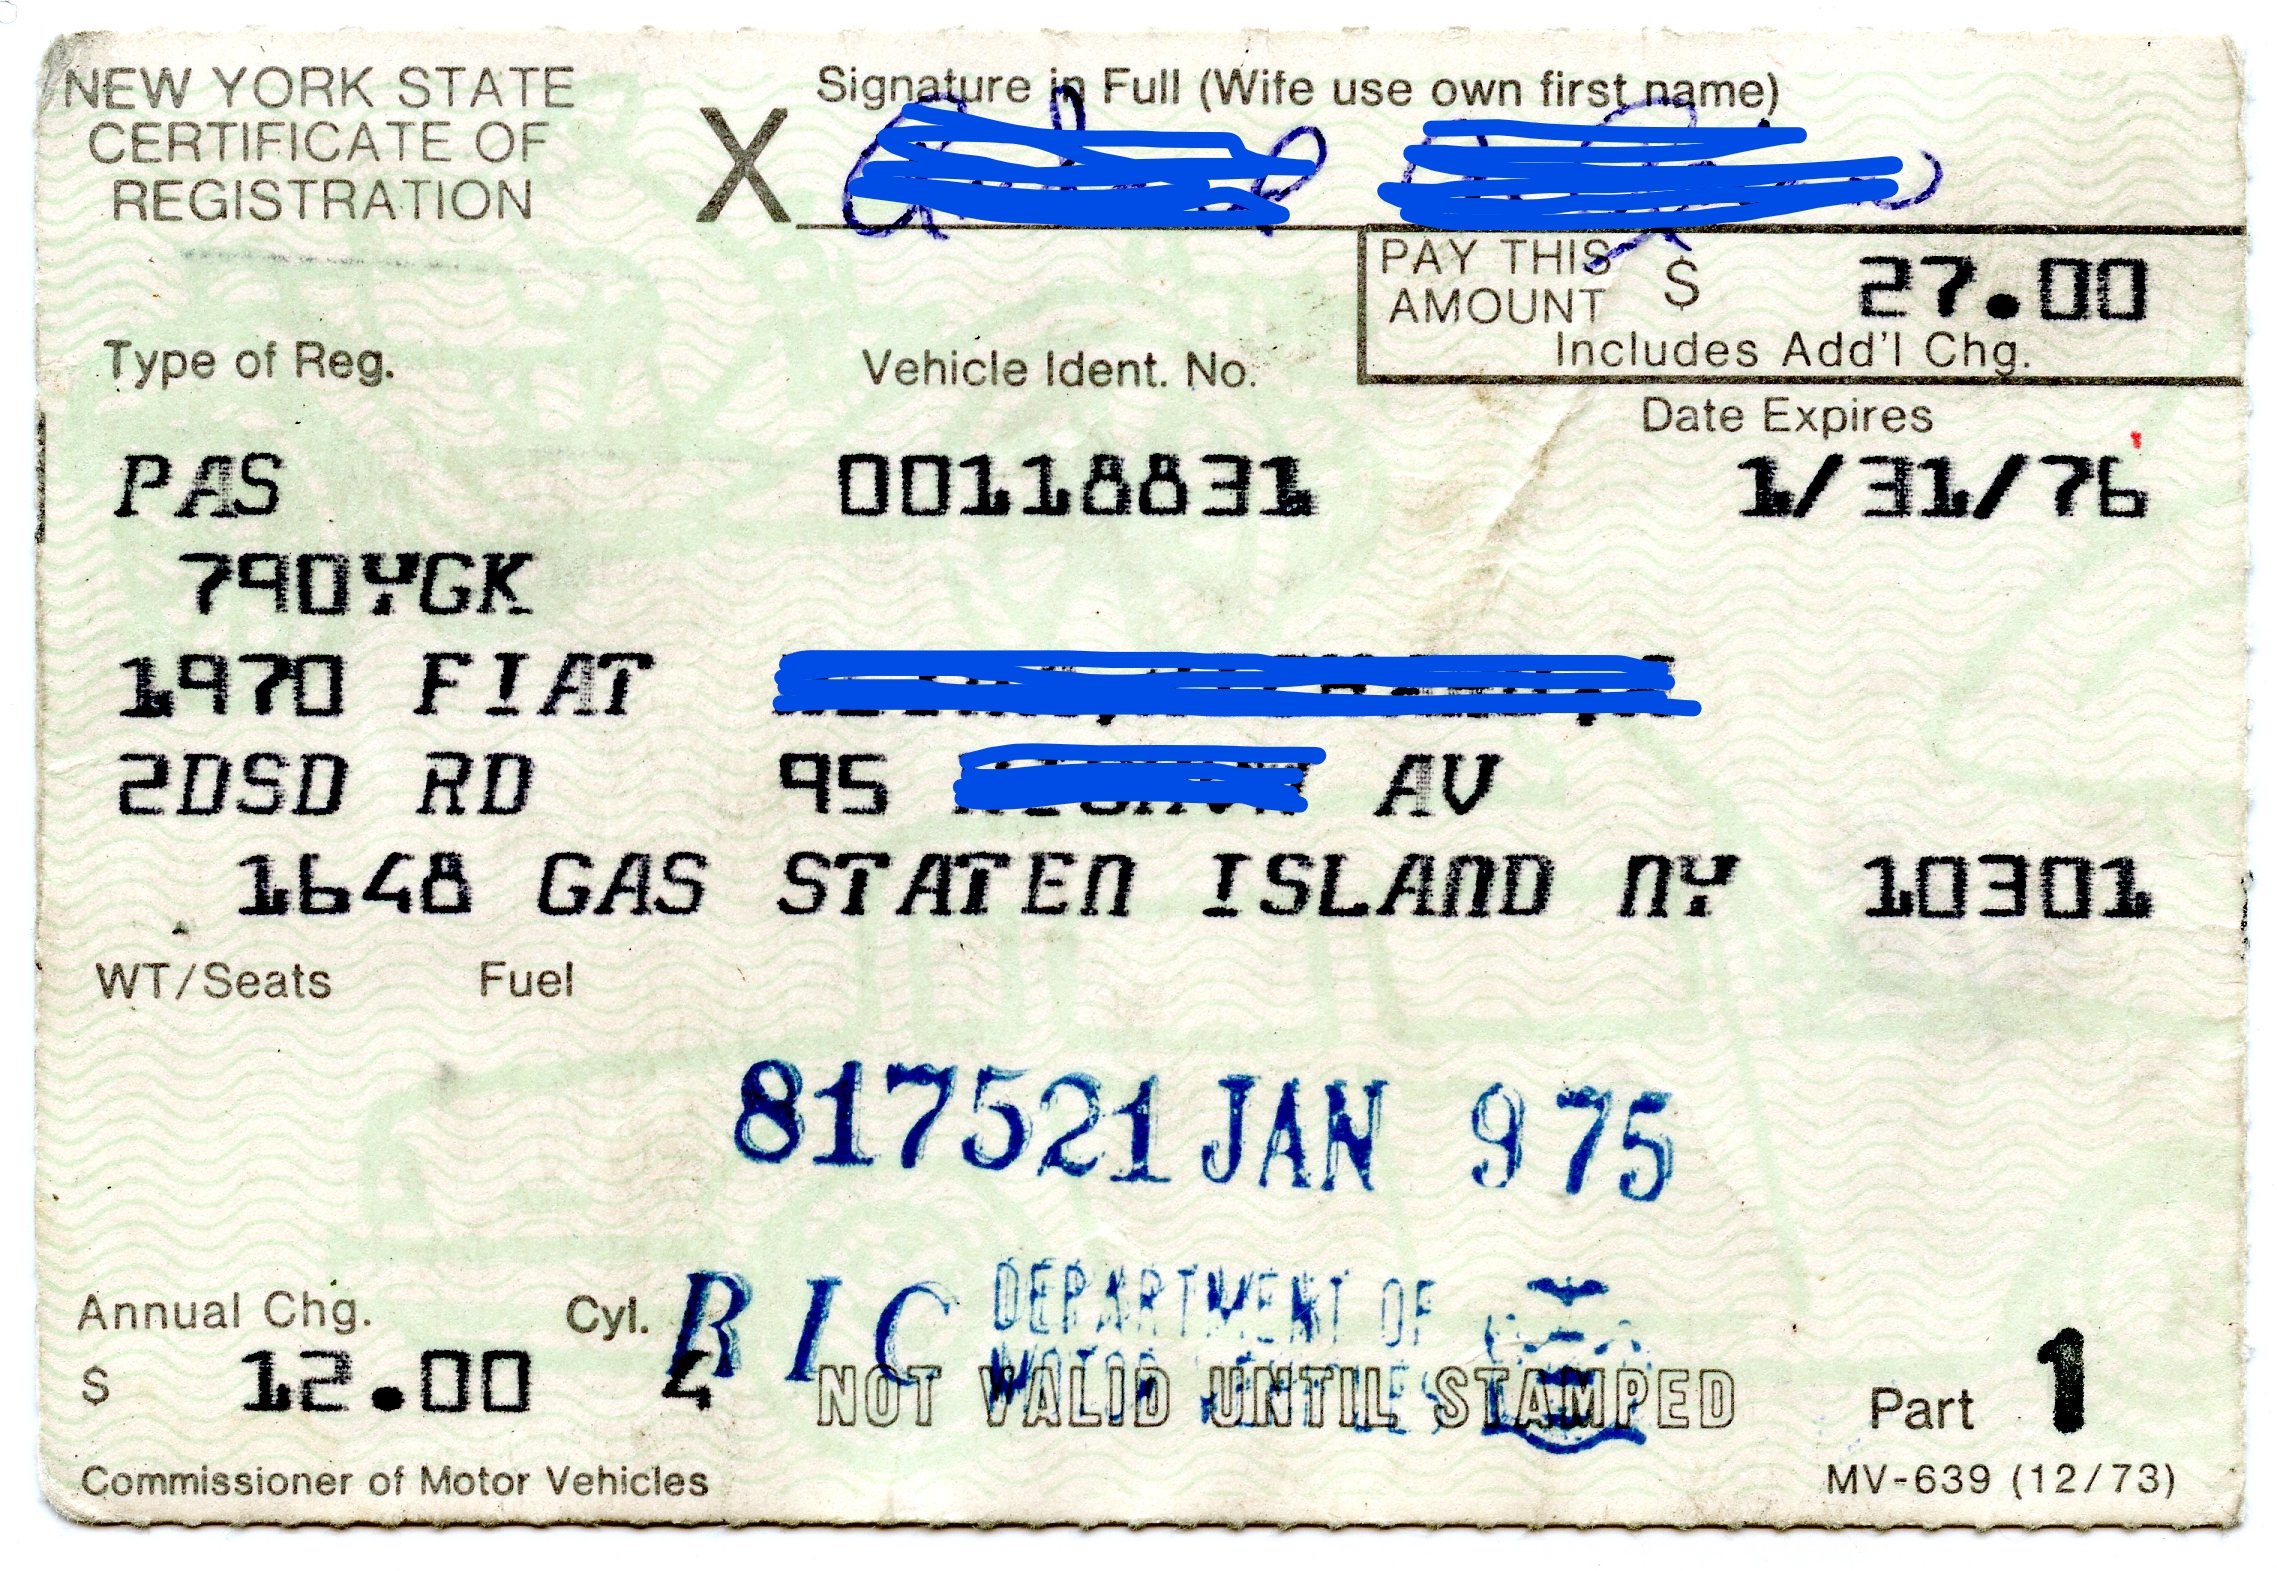 NEW YORK STATE
CERTIFICATE OF
REGISTRATION
Signature in Full (Wife use own first name)
X
PAY THIS
AMOUNT $ 27.00
Includes Add'l Chg.
Type of Reg. Vehicle Ident. No. Date Expires
PAS 00118831 1/31/76
790YGK
1970 FIAT
2DSD RD 95 AV
1648 GAS STATEN ISLAND NY 10301
WT/Seats Fuel
817521 JAN 9 75
Annual Chg. Cyl. RIC DEPARTMENT OF
$ 12.00 4 NOT VALID UNTIL STAMPED Part 1
Commissioner of Motor Vehicles MV-639 (12/73)